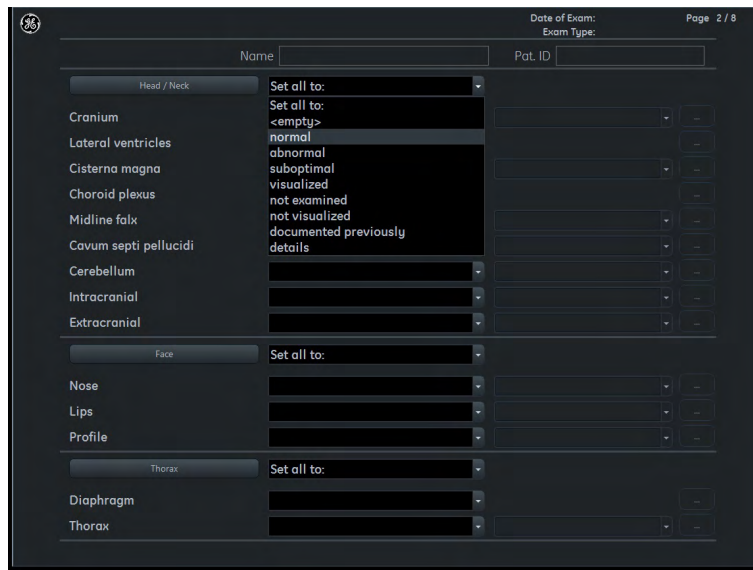 GE
Date of Exam: Page 2 / 8
Exam Type:
Name Pat. ID
Head / Neck Set all to:
Set all to:
Cranium
<empty>
normal
Lateral ventricles
abnormal
Cisterna magna
suboptimal
visualized
Choroid plexus
not examined
Midline falx
not visualized
documented previously
Cavum septi pellucidi
details
Cerebellum
Intracranial
Extracranial
Face Set all to:
Nose
Lips
Profile
Thorax Set all to:
Diaphragm
Thorax